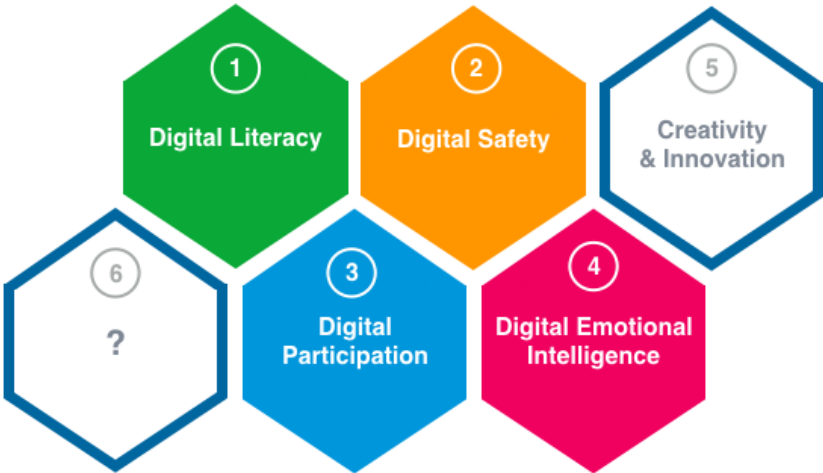 1
Digital Literacy
2
Digital Safety
5
Creativity
& Innovation
6
?
3
Digital
Participation
4
Digital Emotional
Intelligence